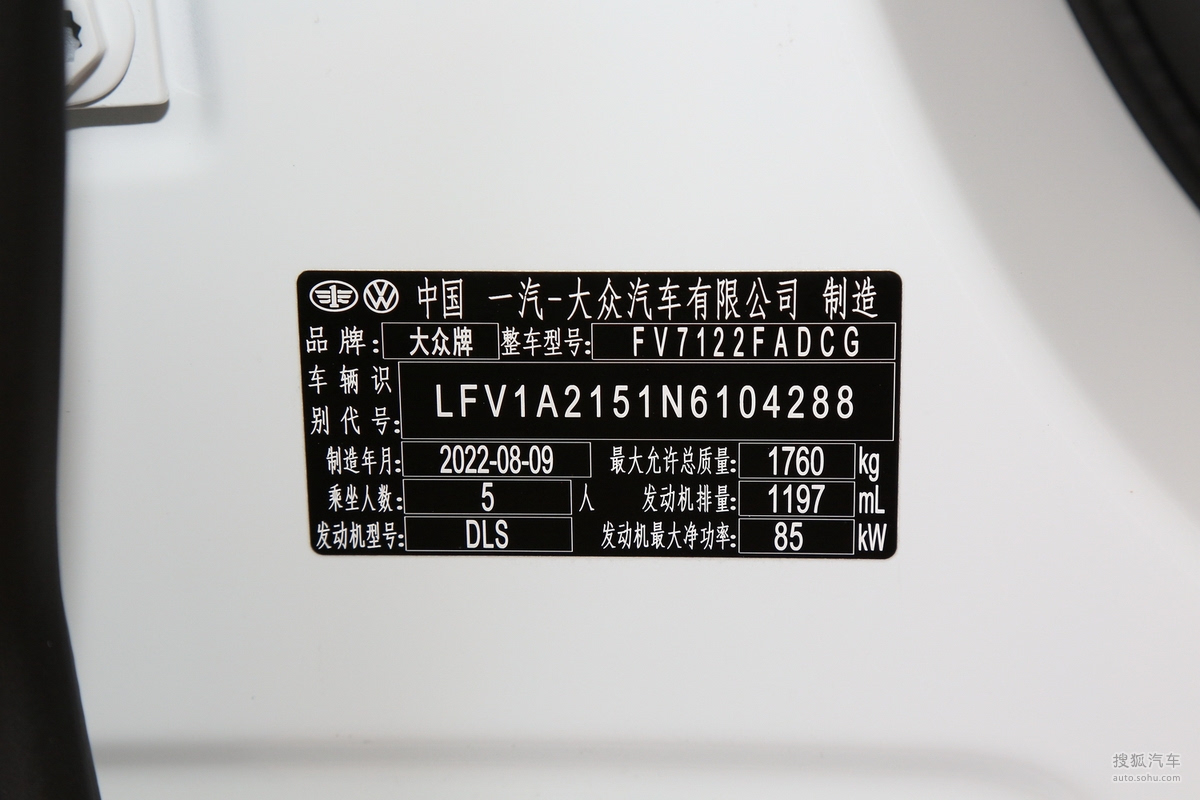 中国 一汽-大众汽车有限公司 制造
品牌: 大众牌 整车型号: FV7122FADCG
车辆识
别代号: LFV1A2151N6104288
制造年月: 2022-08-09 最大允许总质量: 1760 kg
乘坐人数: 5 人 发动机排量: 1197 mL
发动机型号: DLS 发动机最大净功率: 85 kW
搜狐汽车
auto.sohu.com